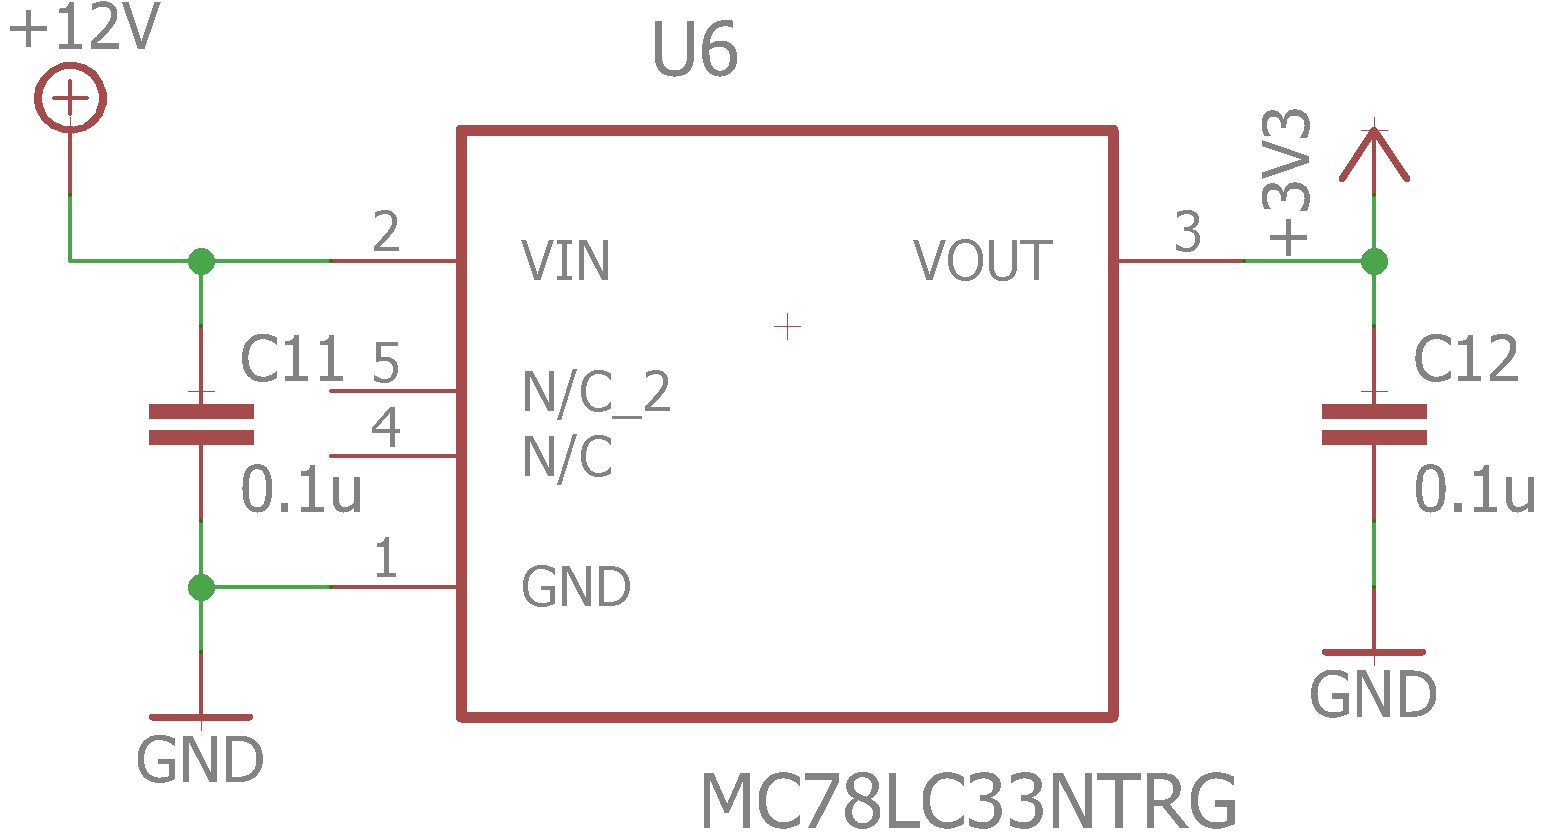 +12V
U6
+3V3
2
VIN
VOUT
3
C11
5
N/C_2
4
N/C
0.1u
C12
0.1u
1
GND
GND
GND
MC78LC33NTRG